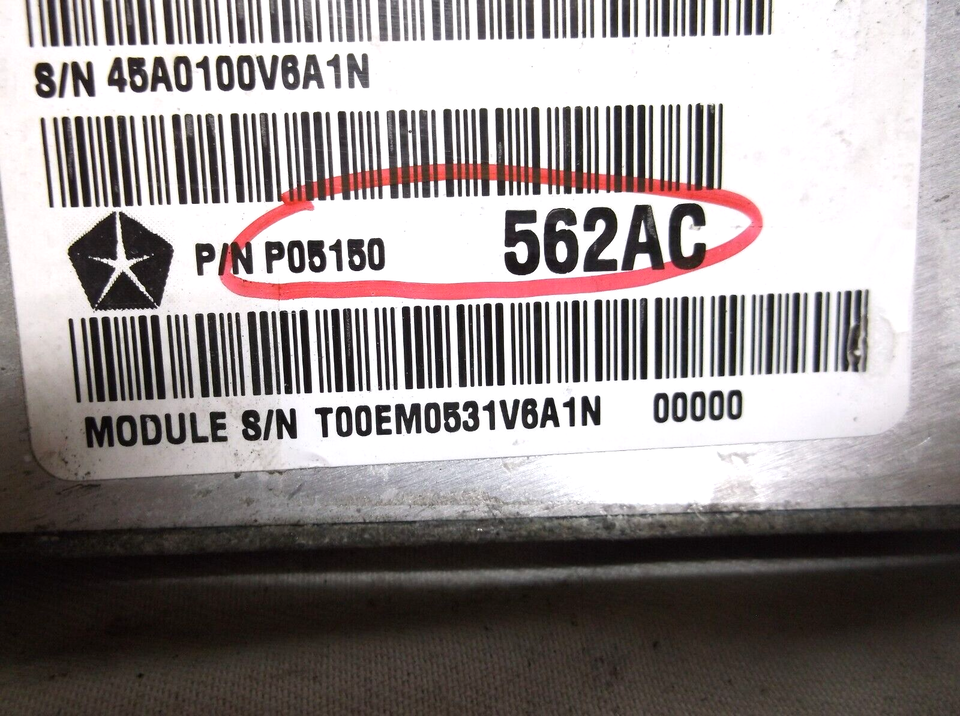 S/N 45A0100V6A1N
P/N P05150 562AC
MODULE S/N T00EM0531V6A1N 00000